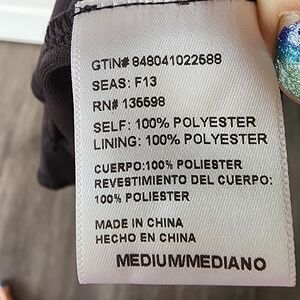 GTIN# 848041022588
SEAS: F13
RN# 135598
SELF: 100% POLYESTER
LINING: 100% POLYESTER
CUERPO:100% POLIESTER
REVESTIMIENTO DEL CUERPO:
100% POLIESTER
MADE IN CHINA
HECHO EN CHINA
MEDIUM/MEDIANO